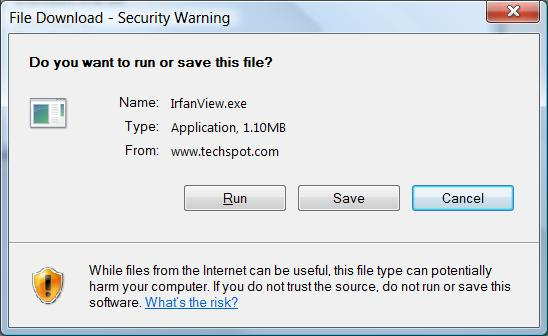 File Download - Security Warning
Do you want to run or save this file?
Name: IrfanView.exe
Type: Application, 1.10MB
From: www.techspot.com
Run Save Cancel
While files from the Internet can be useful, this file type can potentially
harm your computer. If you do not trust the source, do not run or save this
software. What's the risk?